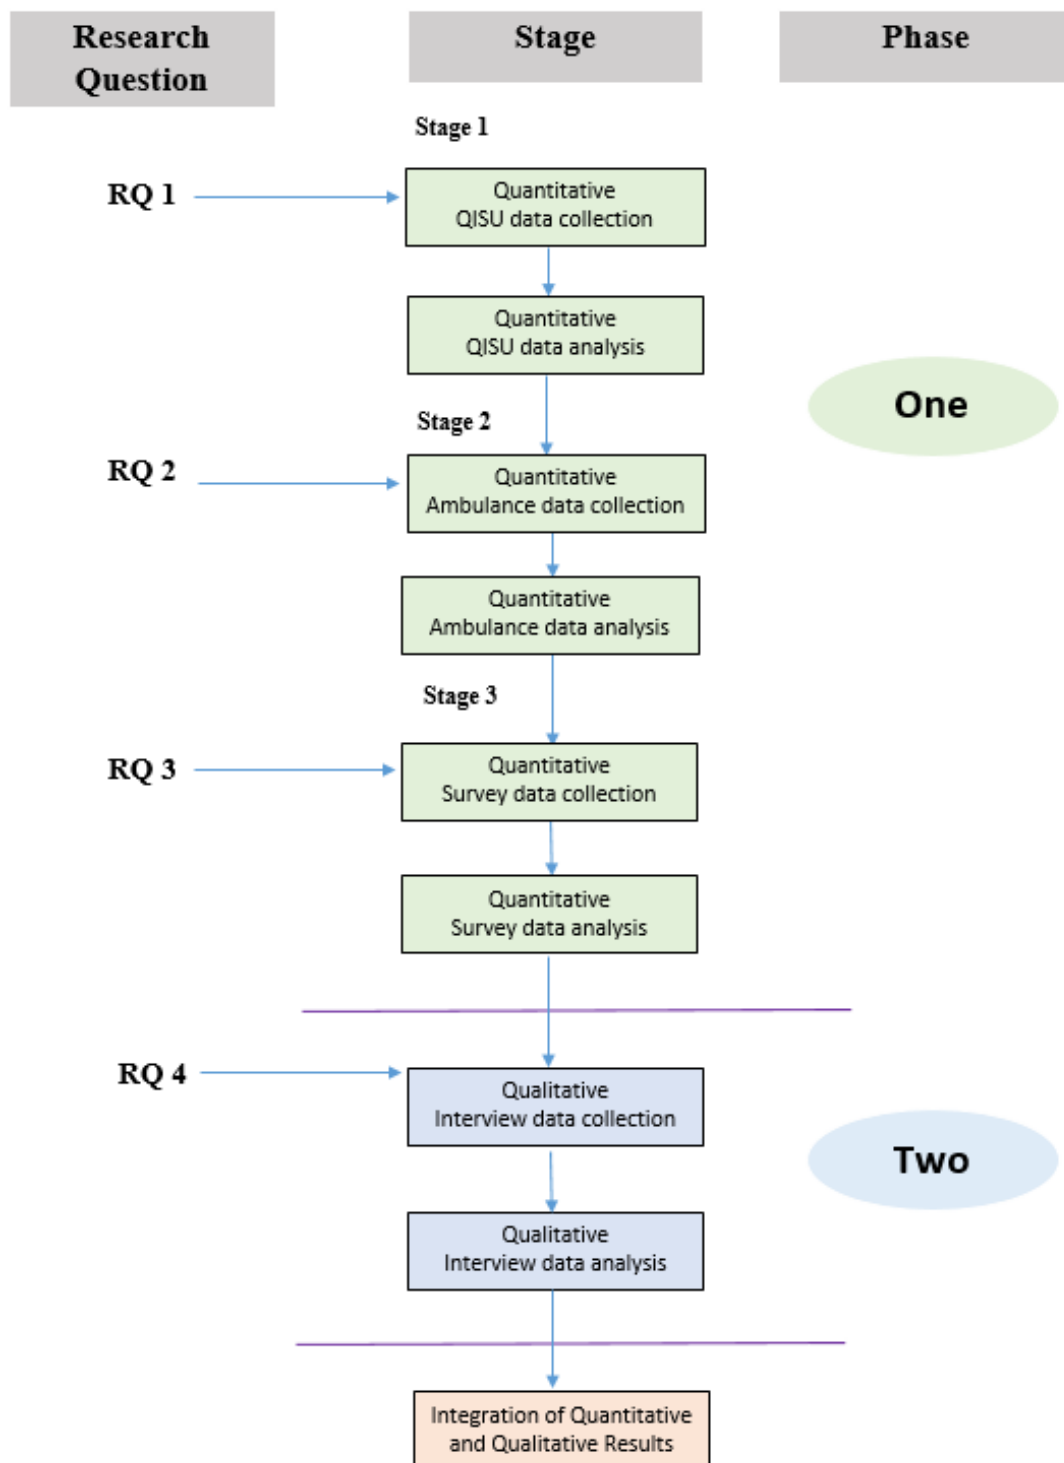 Research
Question
Stage
Phase
Stage 1
RQ 1
Quantitative
QISU data collection
Quantitative
QISU data analysis
One
Stage 2
RQ 2
Quantitative
Ambulance data collection
Quantitative
Ambulance data analysis
Stage 3
RQ 3
Quantitative
Survey data collection
Quantitative
Survey data analysis
RQ 4
Qualitative
Interview data collection
Two
Qualitative
Interview data analysis
Integration of Quantitative
and Qualitative Results